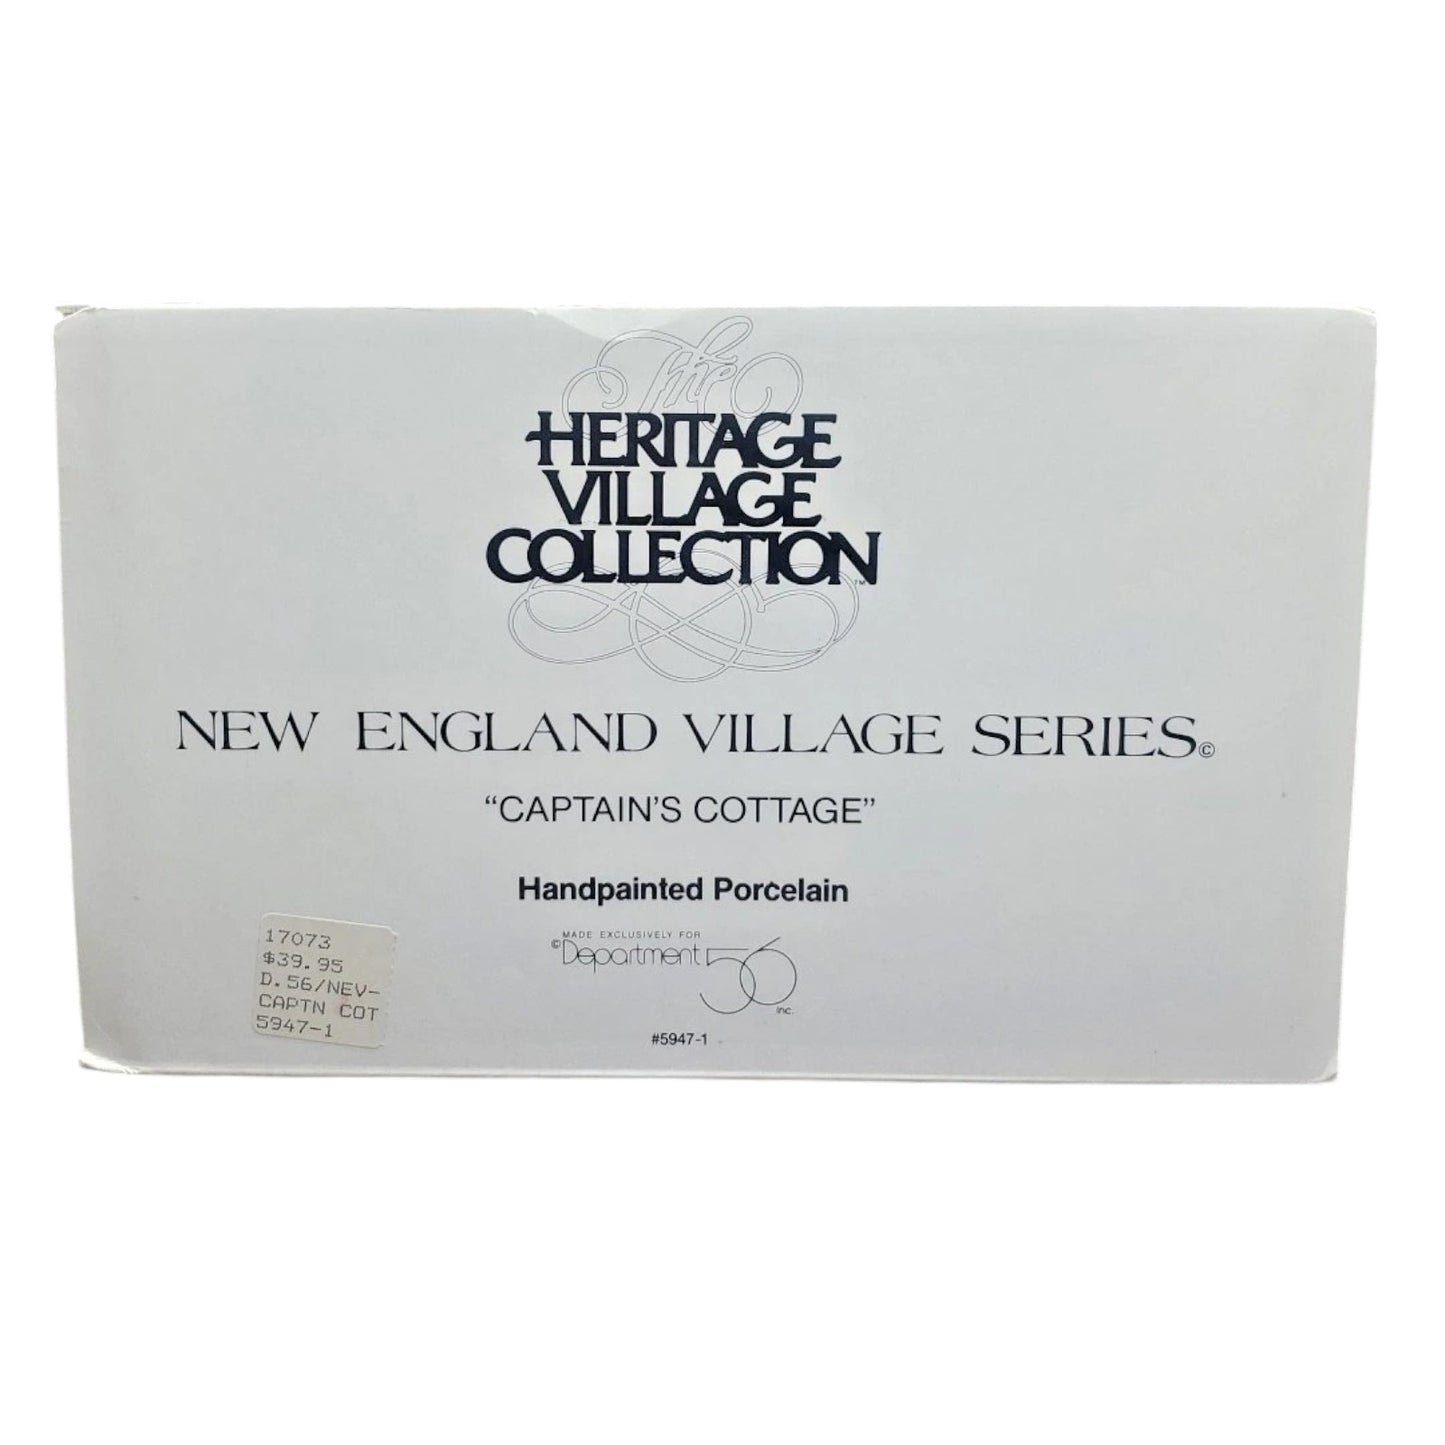 The
HERITAGE
VILLAGE
COLLECTION™
NEW ENGLAND VILLAGE SERIES©
“CAPTAIN’S COTTAGE”
Handpainted Porcelain
MADE EXCLUSIVELY FOR
©Department 56 Inc.
#5947-1
17073
$39.95
D.56/NEV-
CAPTN COT
5947-1